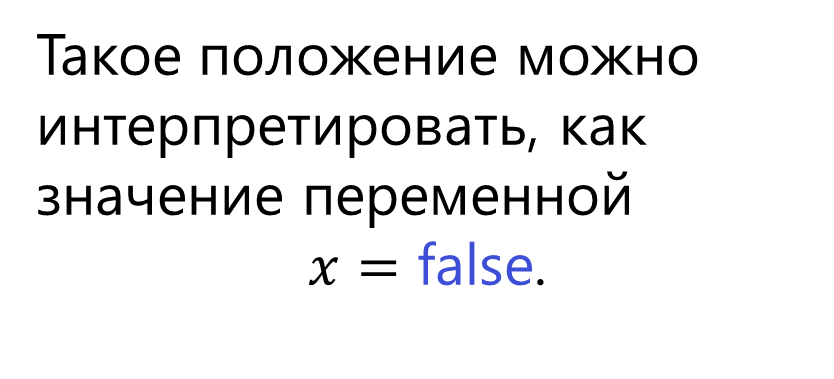 Такое положение можно
интерпретировать, как
значение переменной
x = false.